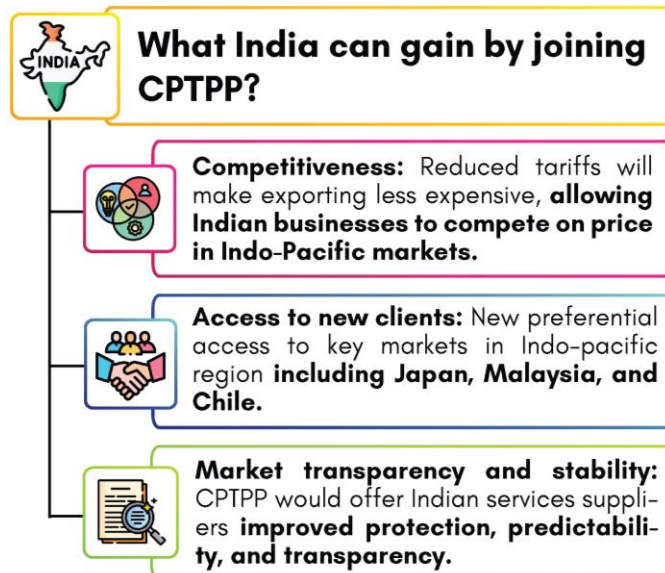 INDIA
What India can gain by joining
CPTPP?
Competitiveness: Reduced tariffs will
make exporting less expensive, allowing
Indian businesses to compete on price
in Indo-Pacific markets.
Access to new clients: New preferential
access to key markets in Indo-pacific
region including Japan, Malaysia, and
Chile.
Market transparency and stability:
CPTPP would offer Indian services suppli-
ers improved protection, predictabili-
ty, and transparency.